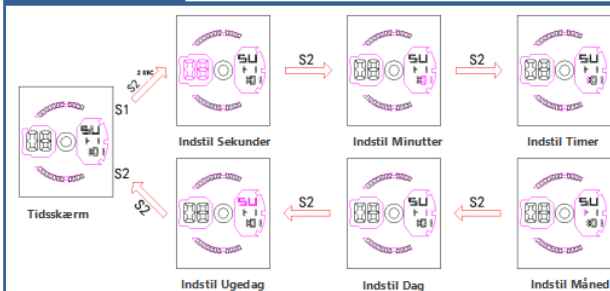 S2 2 SEC
S2
S2
S1
Indstil Sekunder
Indstil Minutter
Indstil Timer
S2
Tidsskærm
S2
S2
S2
Indstil Ugedag
Indstil Dag
Indstil Måned